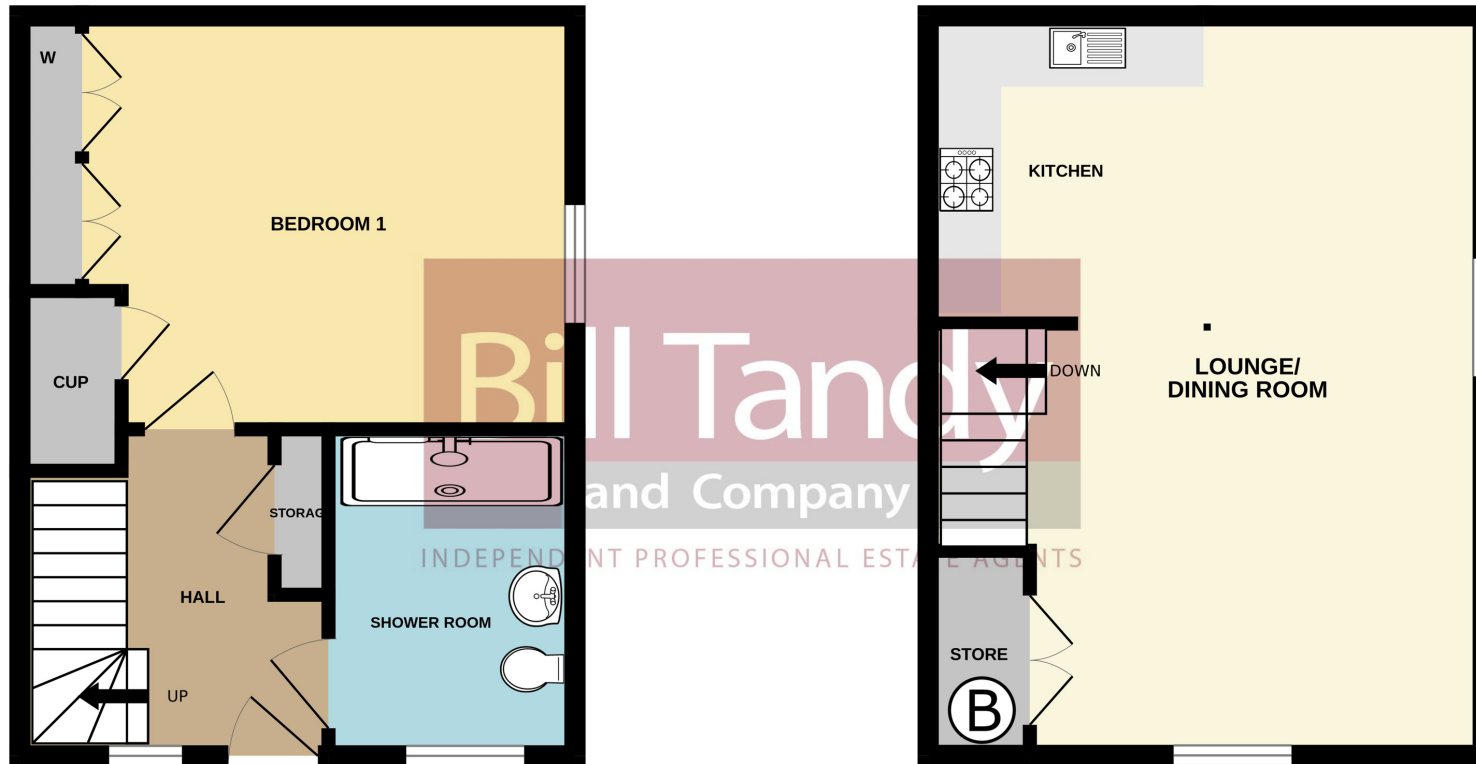 W
BEDROOM 1
CUP
STORAG
HALL
SHOWER ROOM
UP
KITCHEN
LOUNGE/
DINING ROOM
DOWN
STORE
B
Bill Tandy
and Company
INDEPENDENT PROFESSIONAL ESTATE AGENTS